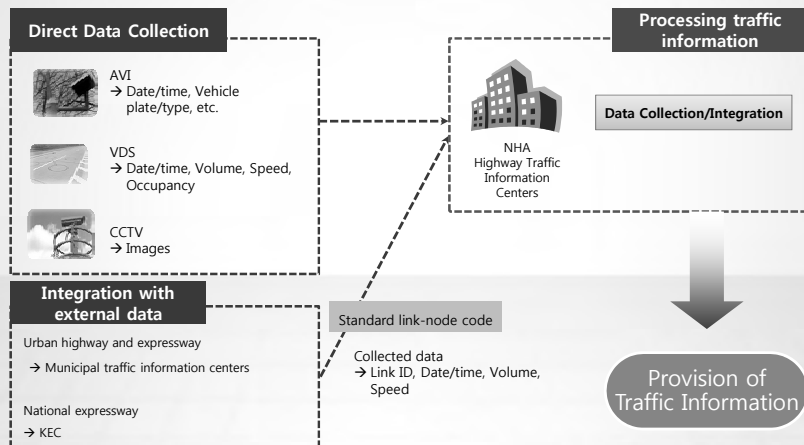 Direct Data Collection
AVI
→ Date/time, Vehicle
plate/type, etc.
VDS
→ Date/time, Volume, Speed,
Occupancy
CCTV
→ Images
Integration with
external data
Urban highway and expressway
→ Municipal traffic information centers
National expressway
→ KEC
Standard link-node code
Collected data
→ Link ID, Date/time, Volume,
Speed
Processing traffic
information
NHA
Highway Traffic
Information
Centers
Data Collection/Integration
Provision of
Traffic Information